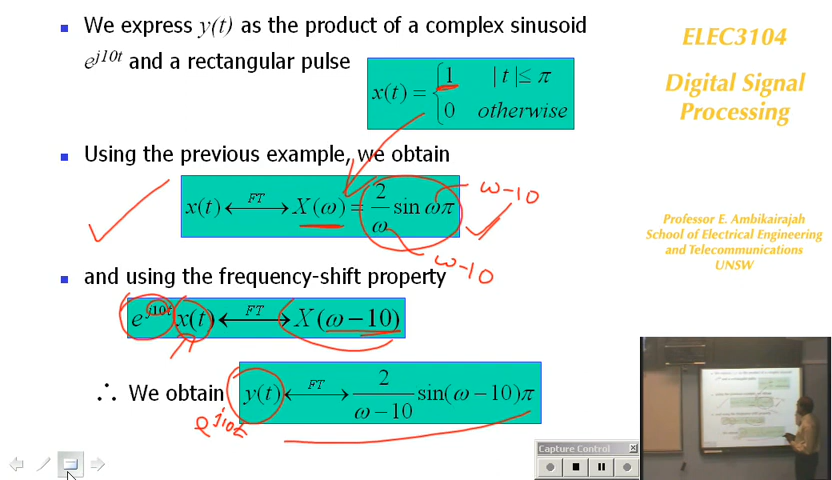 We express y(t) as the product of a complex sinusoid
e^{j10t} and a rectangular pulse
x(t) = { 1 |t| ≤ π
0 otherwise
Using the previous example, we obtain
x(t) ⟷^{FT} X(ω) = 2/ω sin ωπ
ω-10
ω-10
and using the frequency-shift property
e^{j10t} x(t) ⟷^{FT} X(ω − 10)
∴ We obtain y(t) ⟷^{FT} 2/(ω − 10) sin(ω − 10)π
e^{j10t}
ELEC3104
Digital Signal
Processing
Professor E. Ambikairajah
School of Electrical Engineering
and Telecommunications
UNSW
Capture Control